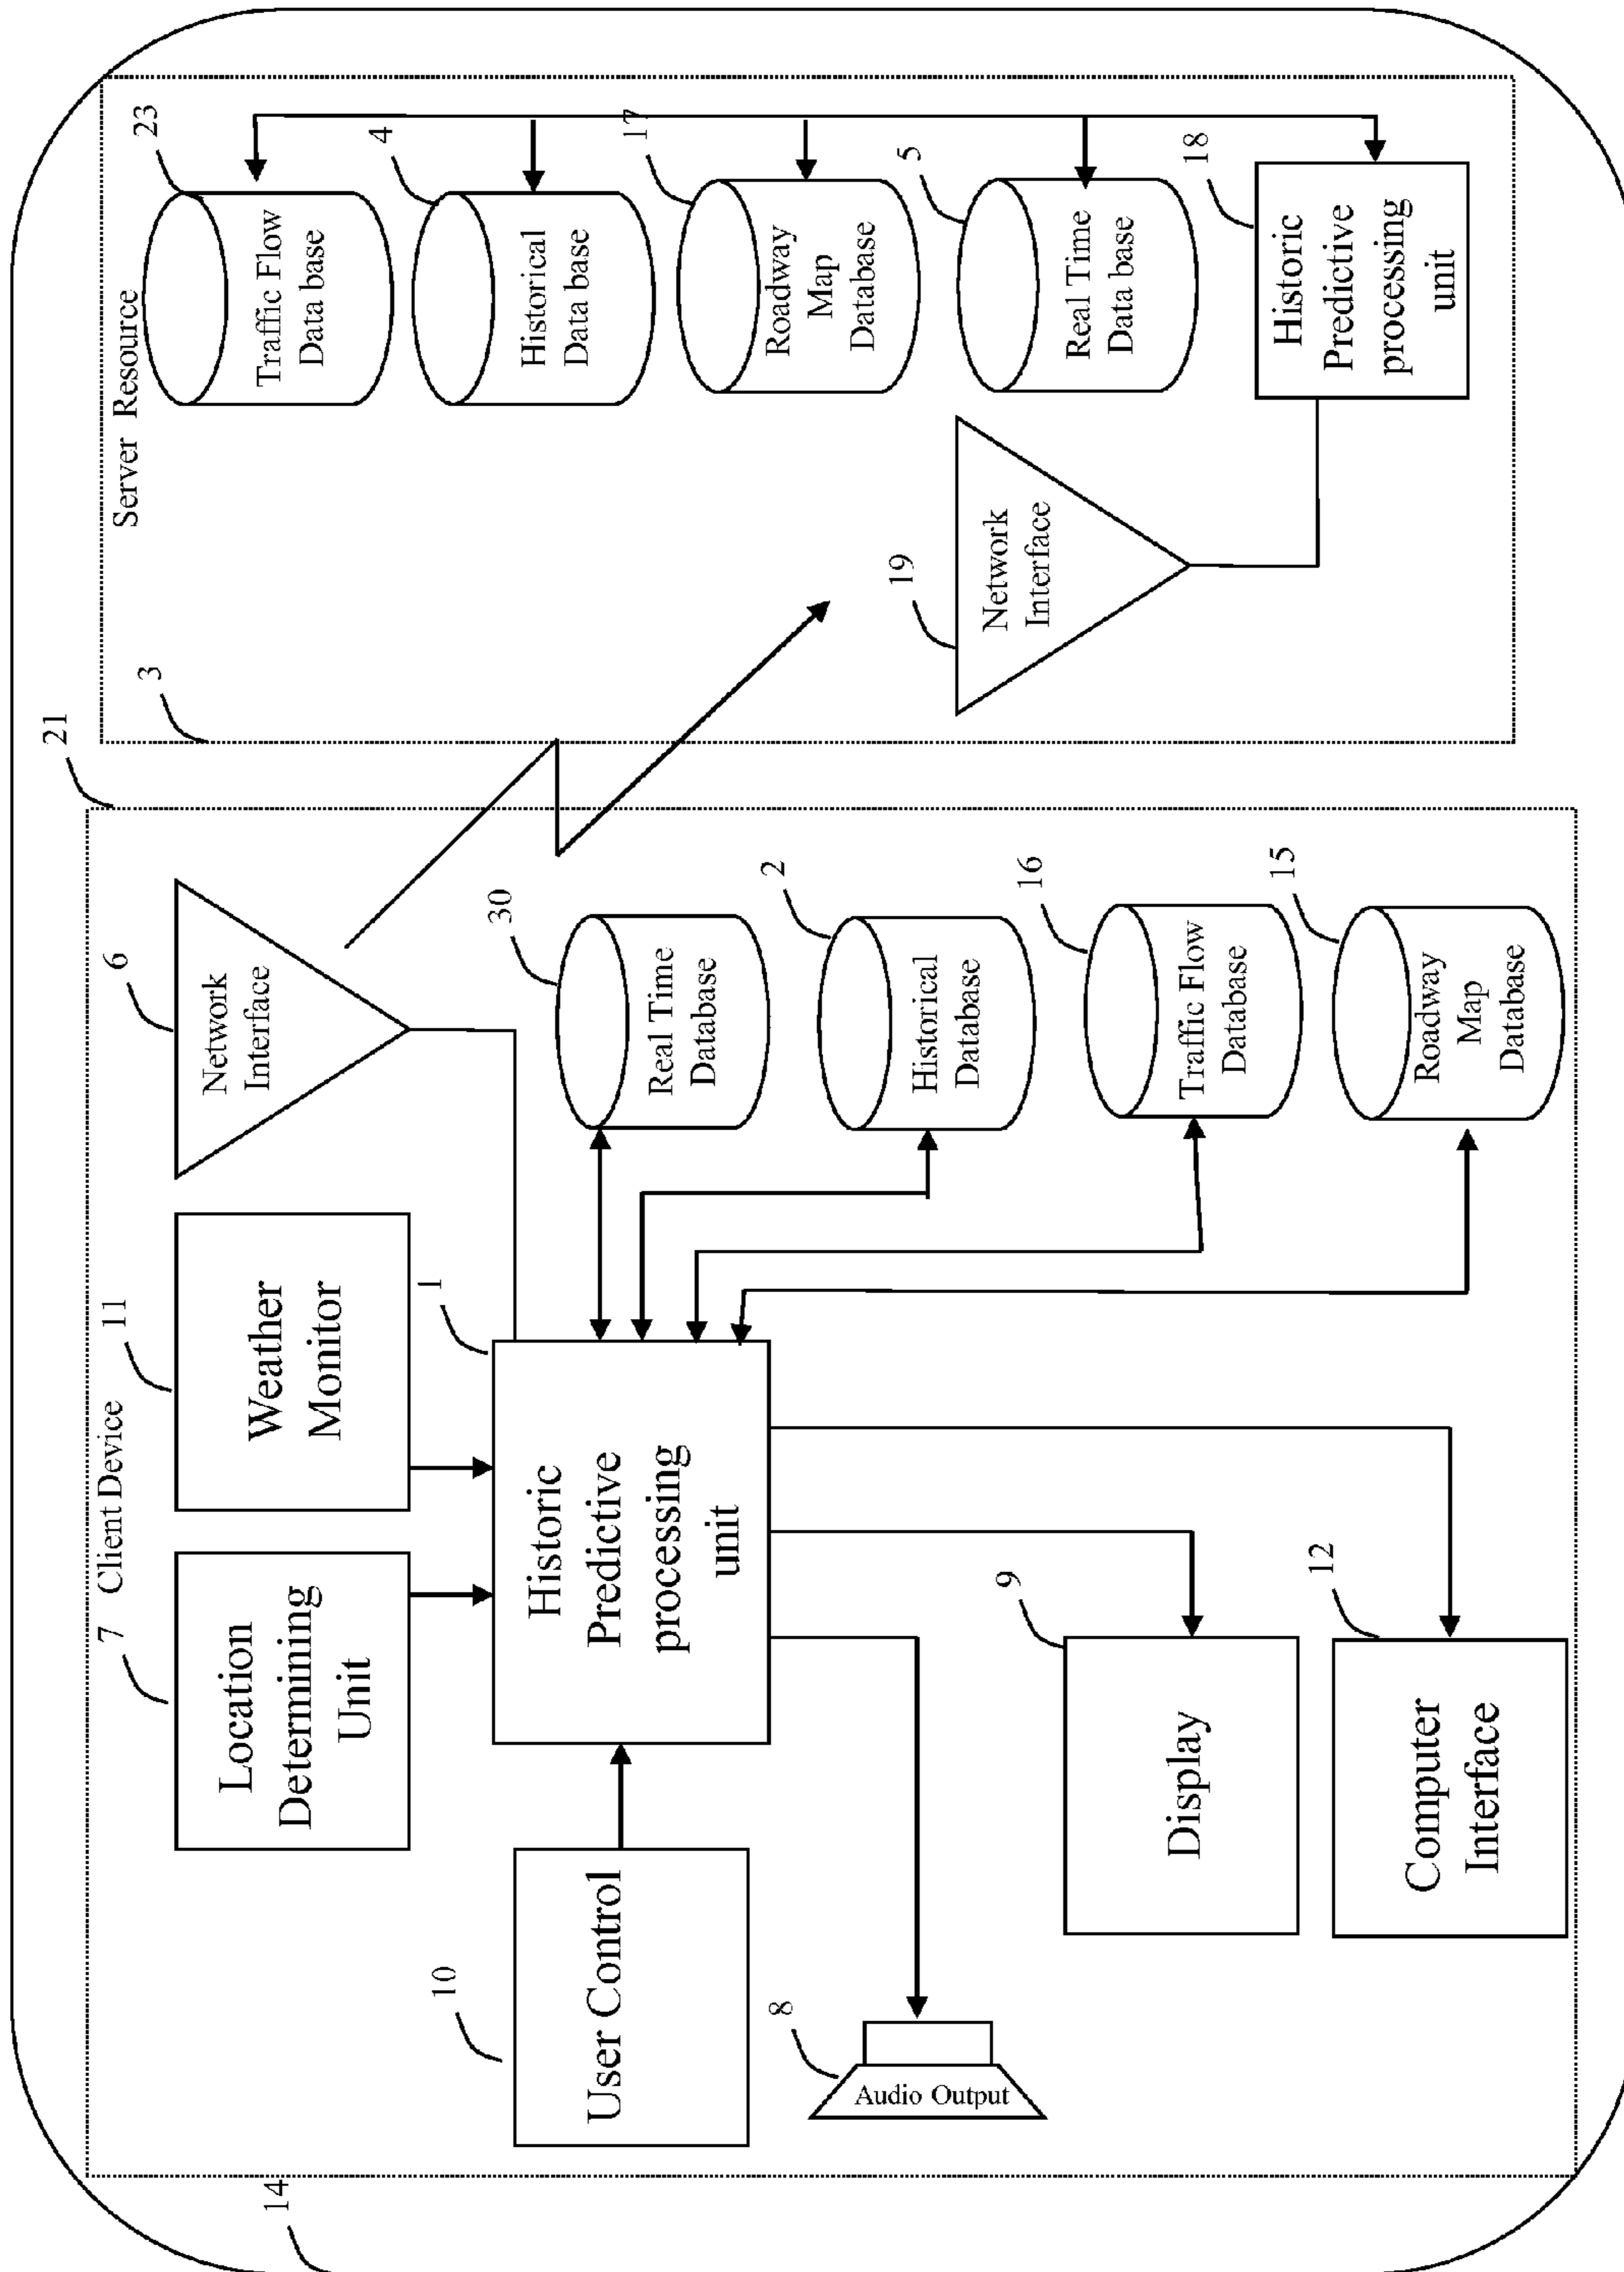 14
7
Client Device
11
6
21
3
Server Resource
23
Location
Determining
Unit
Weather
Monitor
Network
Interface
Traffic Flow
Data base
4
Historical
Data base
10
User Control
1
Historic
Predictive
processing
unit
30
Real Time
Database
17
Roadway
Map
Database
8
Audio Output
2
Historical
Database
19
Network
Interface
5
Real Time
Data base
9
Display
16
Traffic Flow
Database
18
Historic
Predictive
processing
unit
12
Computer
Interface
15
Roadway
Map
Database